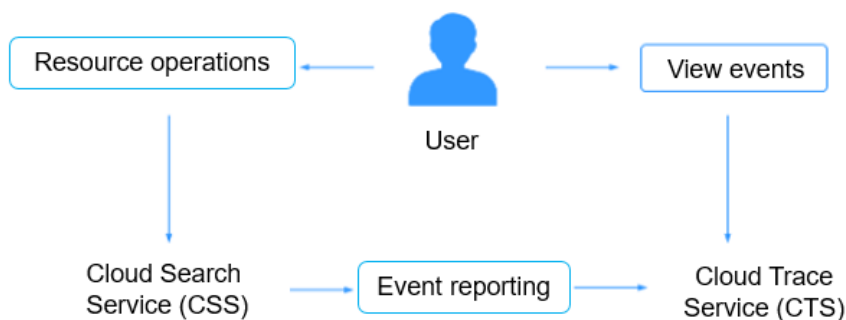 Resource operations
View events
User
Cloud Search
Service (CSS)
Event reporting
Cloud Trace
Service (CTS)